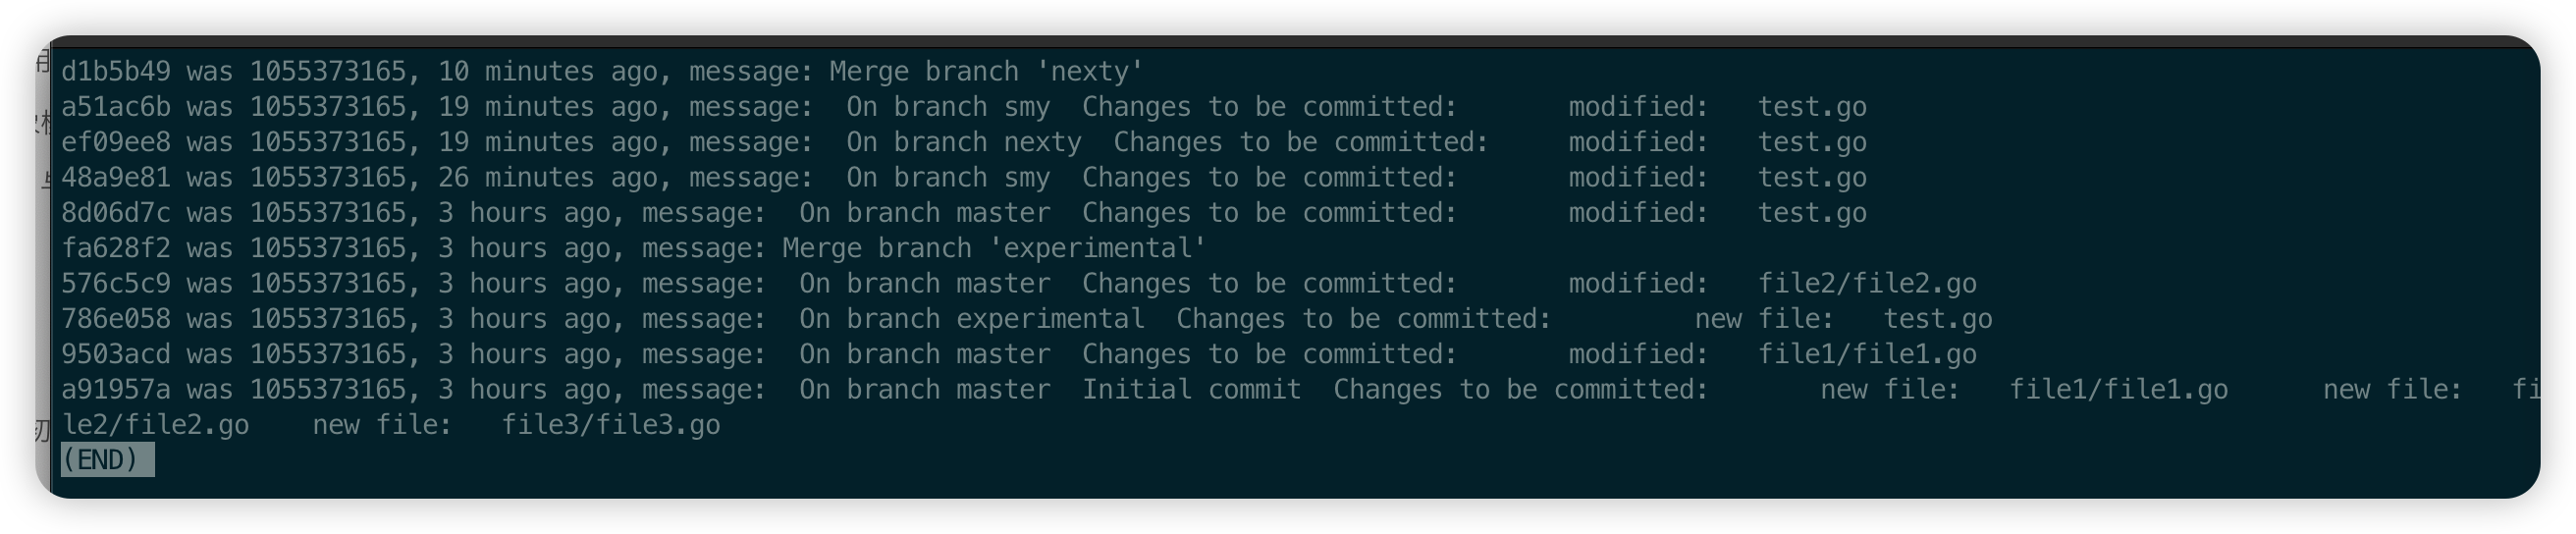 d1b5b49 was 1055373165, 10 minutes ago, message: Merge branch 'nexty'
a51ac6b was 1055373165, 19 minutes ago, message:  On branch smy  Changes to be committed:       modified:   test.go
ef09ee8 was 1055373165, 19 minutes ago, message:  On branch nexty  Changes to be committed:     modified:   test.go
48a9e81 was 1055373165, 26 minutes ago, message:  On branch smy  Changes to be committed:       modified:   test.go
8d06d7c was 1055373165, 3 hours ago, message:  On branch master  Changes to be committed:       modified:   test.go
fa628f2 was 1055373165, 3 hours ago, message: Merge branch 'experimental'
576c5c9 was 1055373165, 3 hours ago, message:  On branch master  Changes to be committed:       modified:   file2/file2.go
786e058 was 1055373165, 3 hours ago, message:  On branch experimental  Changes to be committed:         new file:   test.go
9503acd was 1055373165, 3 hours ago, message:  On branch master  Changes to be committed:       modified:   file1/file1.go
a91957a was 1055373165, 3 hours ago, message:  On branch master  Initial commit  Changes to be committed:       new file:   file1/file1.go      new file:   fi
le2/file2.go    new file:   file3/file3.go
(END)